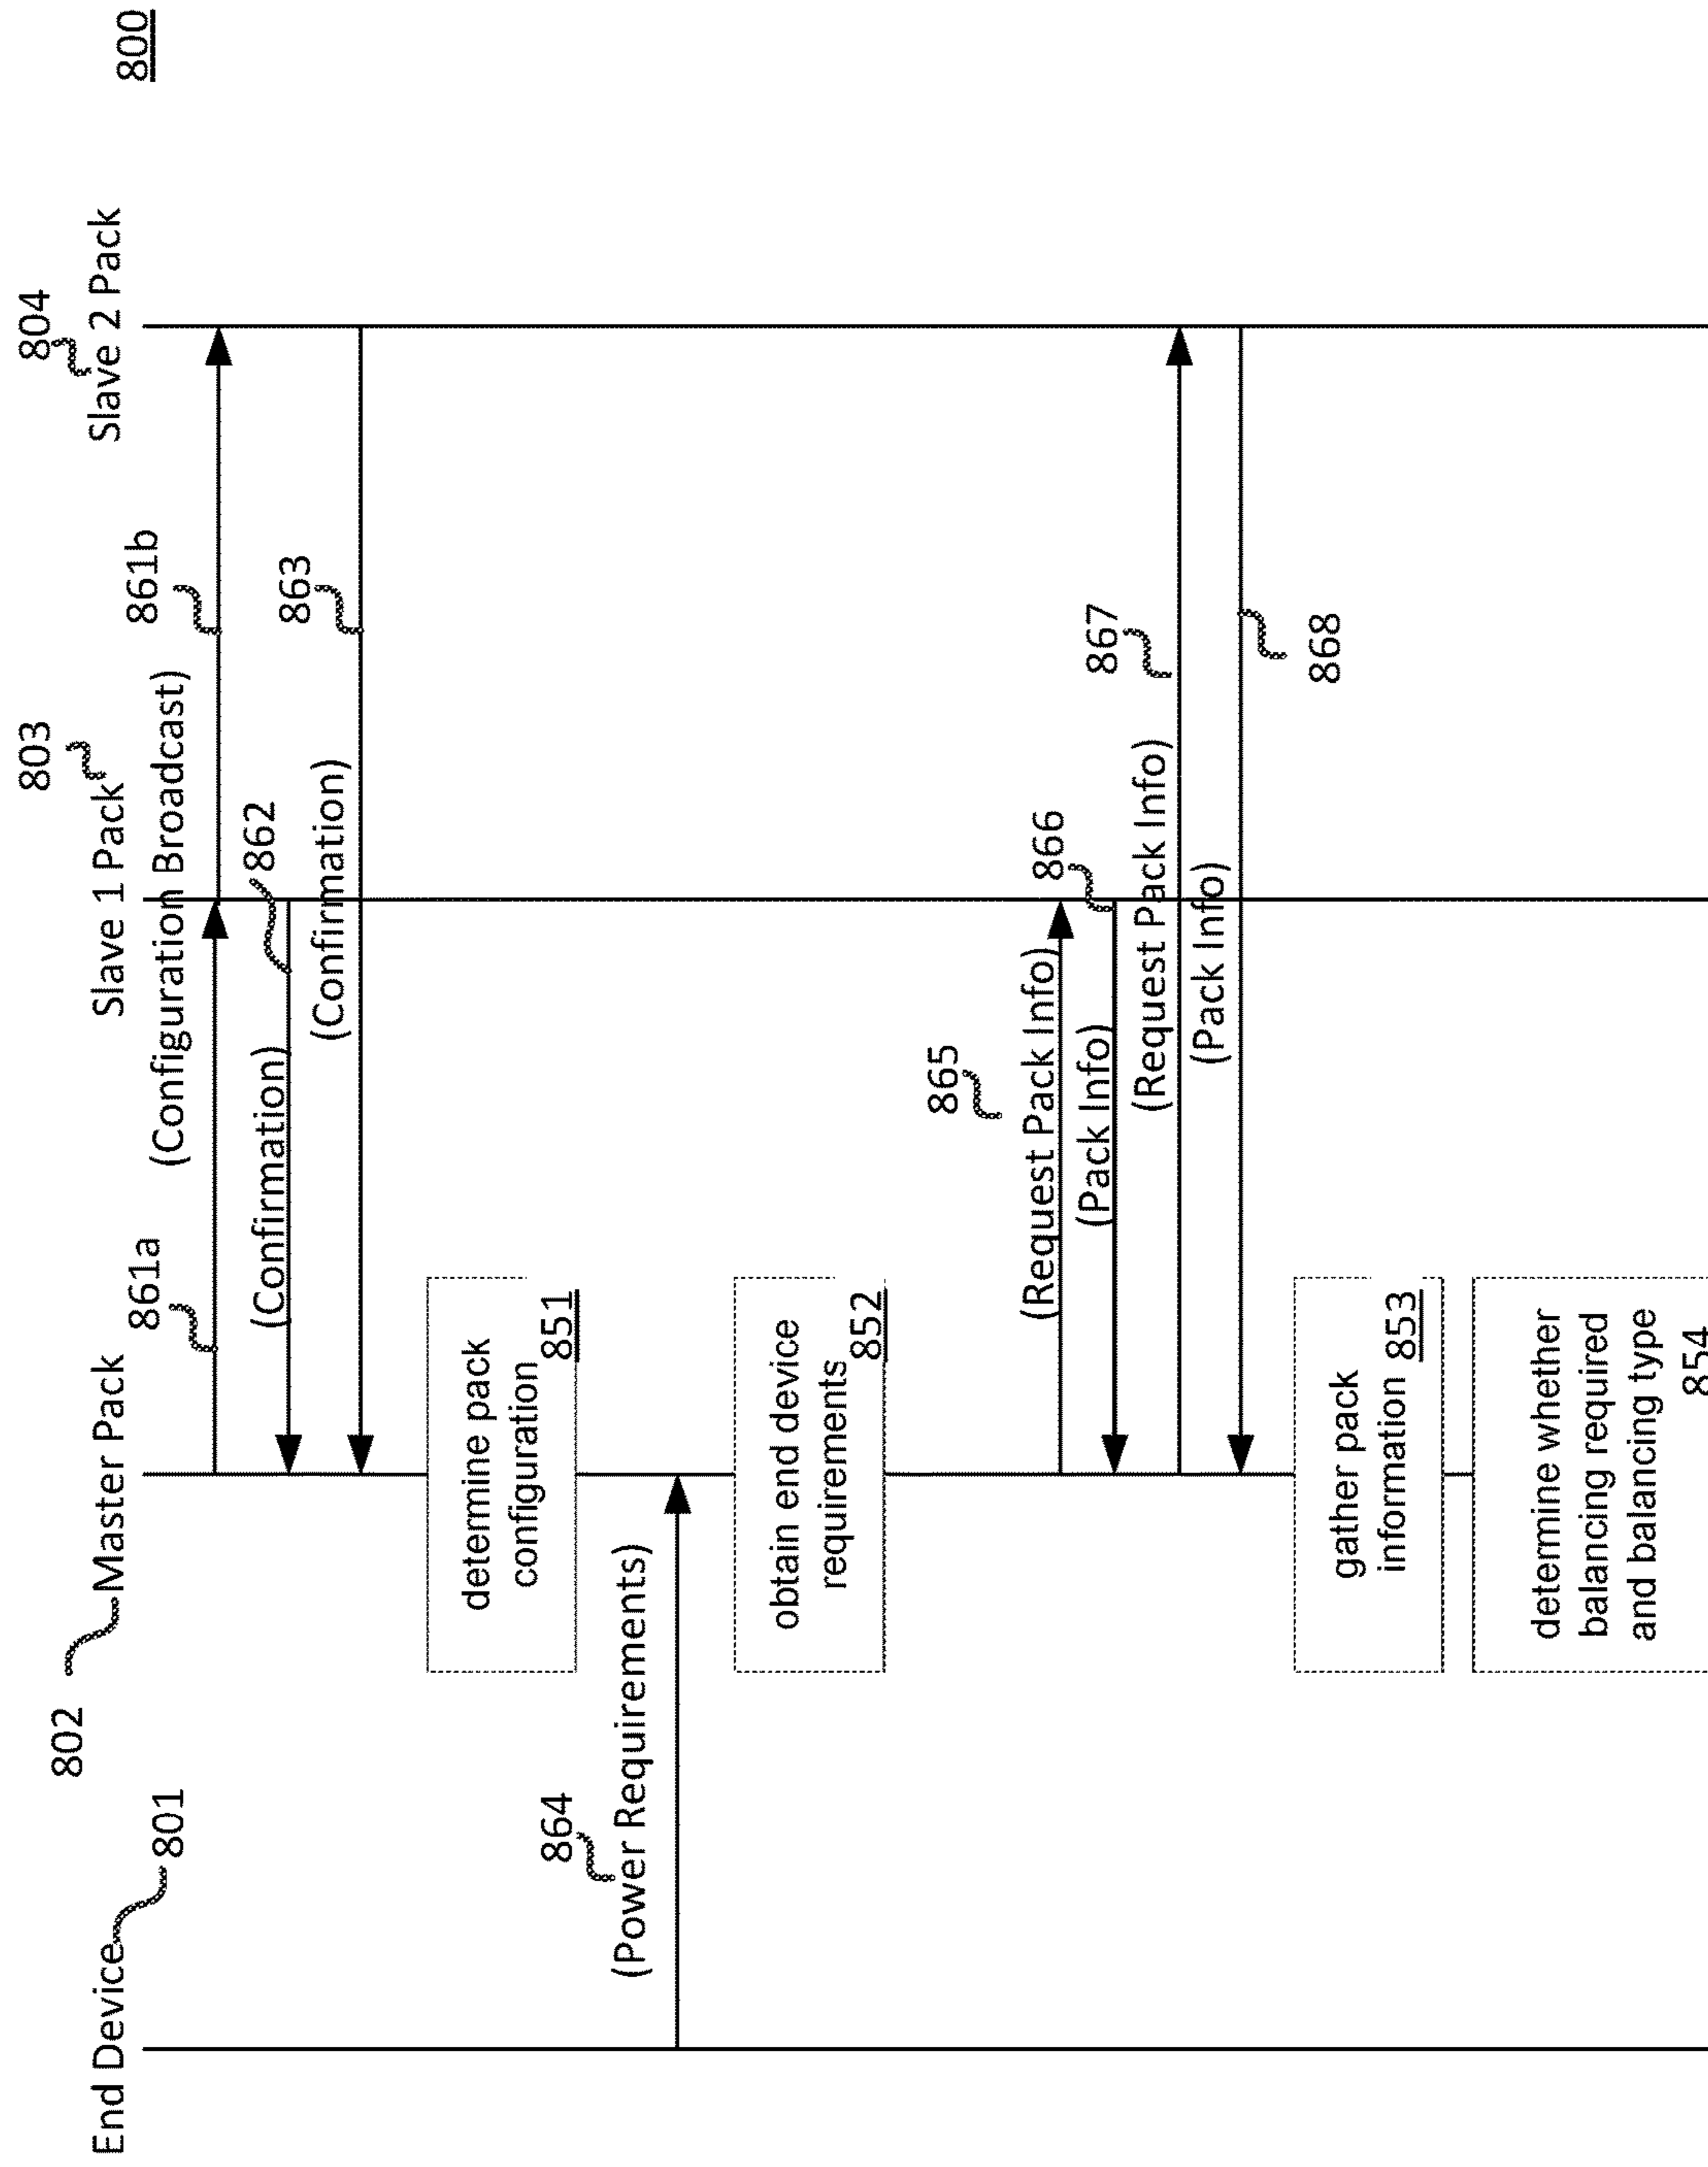 800
End Device
801
802
Master Pack
Slave 1 Pack
803
Slave 2 Pack
804
861a
(Configuration Broadcast)
861b
(Confirmation)
862
(Confirmation)
863
determine pack
configuration
851
864
(Power Requirements)
obtain end device
requirements
852
865
(Request Pack Info)
866
(Pack Info)
867
(Request Pack Info)
(Pack Info)
868
gather pack
information 853
determine whether
balancing required
and balancing type
854